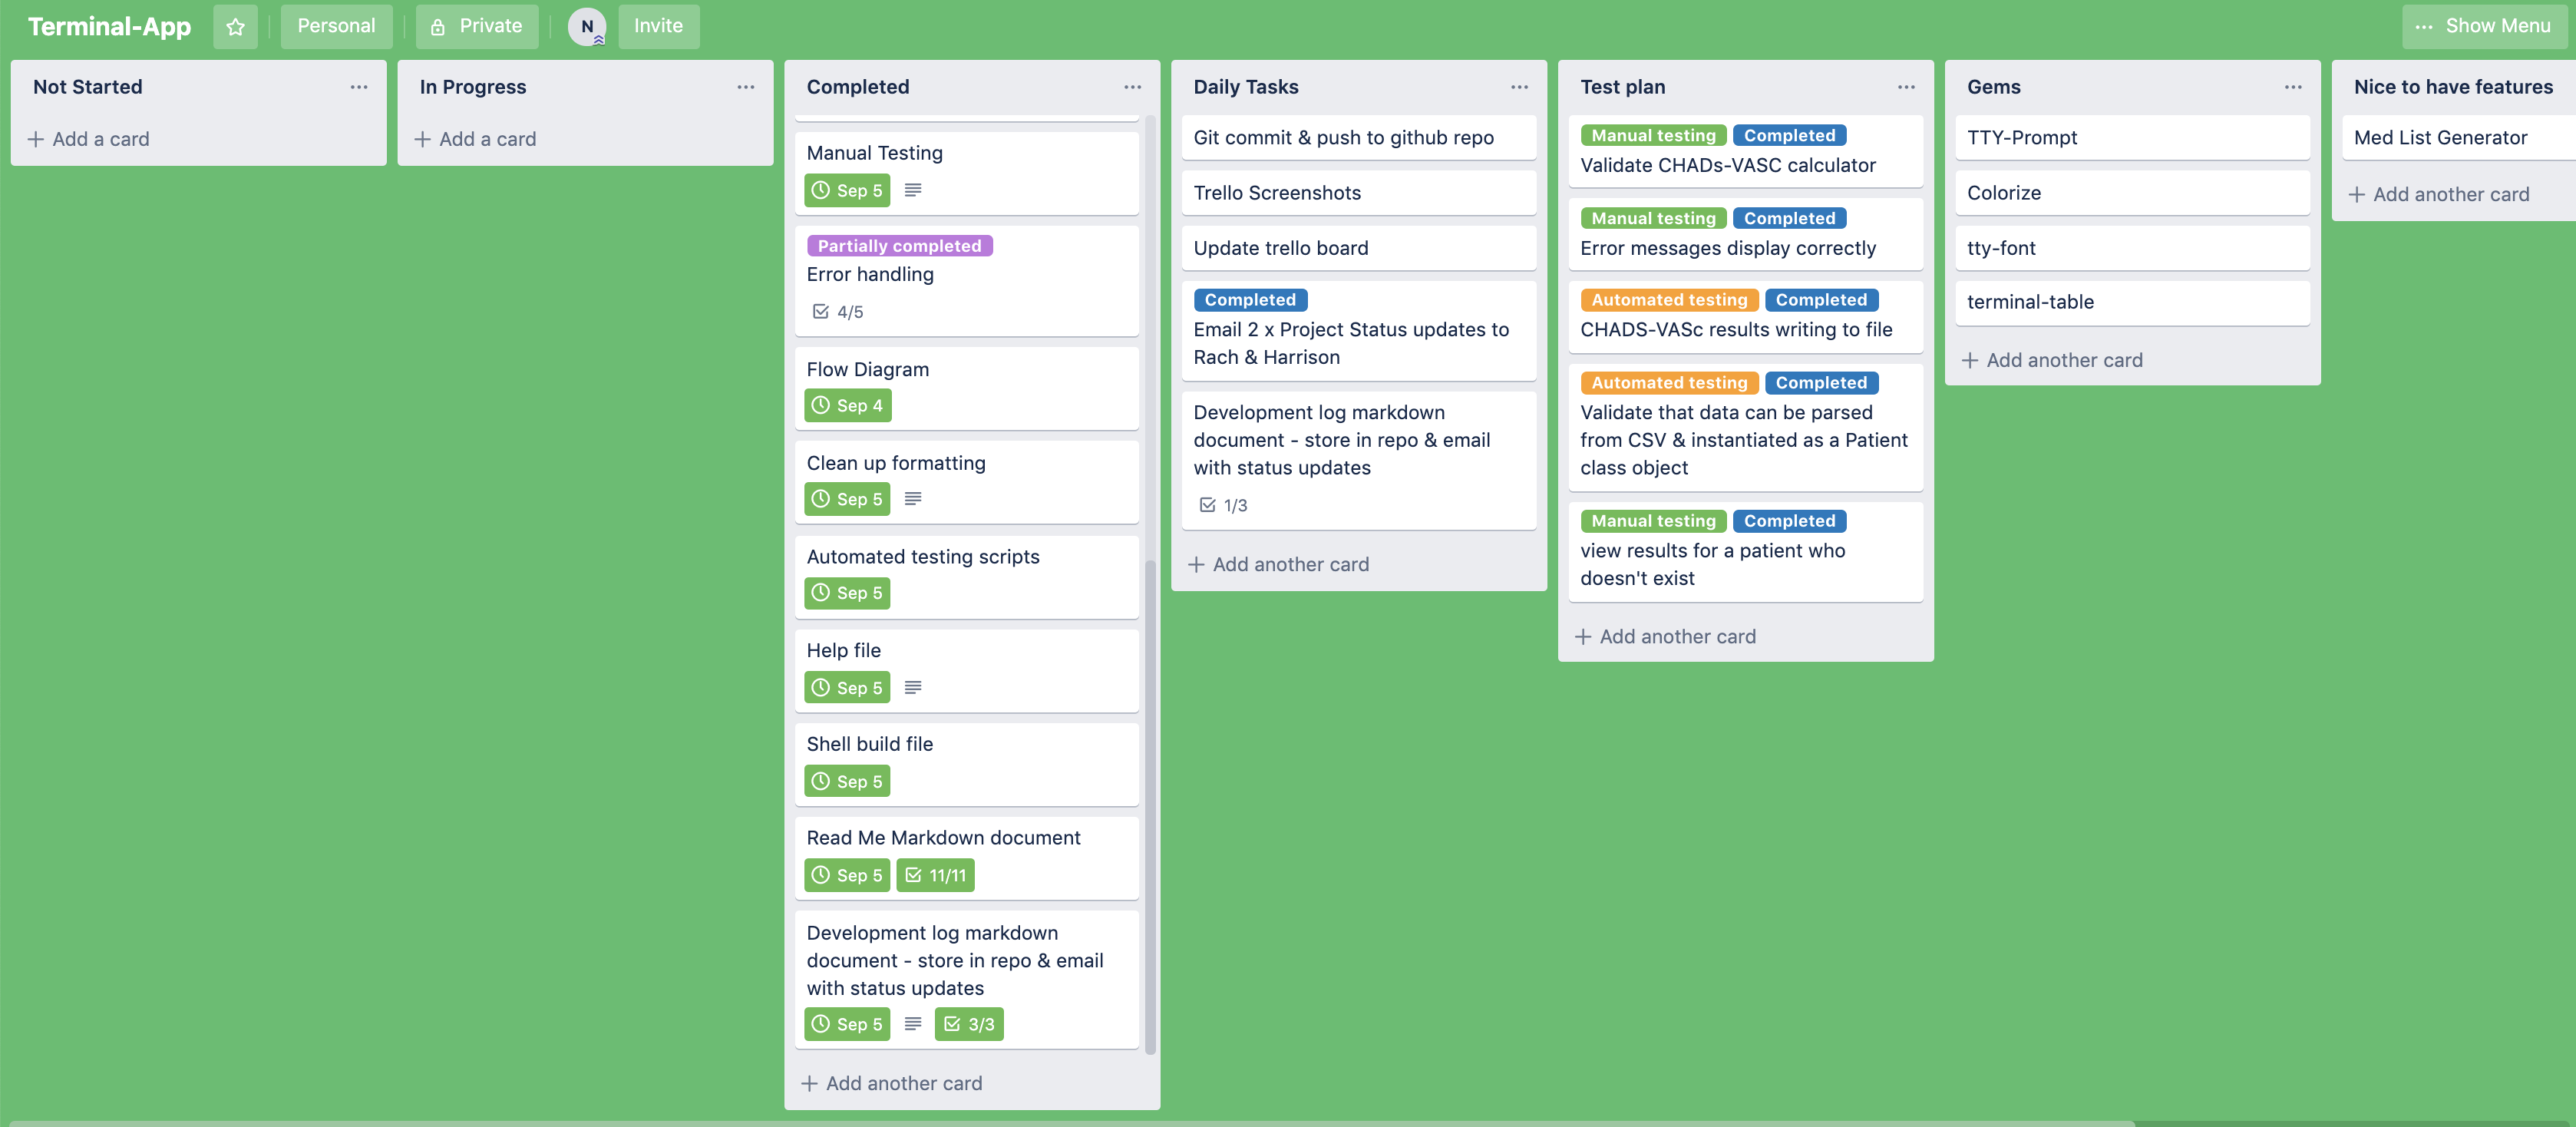 Terminal-App
Personal
Private
N
Invite
Show Menu
Not Started
Add a card
In Progress
Add a card
Completed
Manual Testing
Sep 5
Partially completed
Error handling
4/5
Flow Diagram
Sep 4
Clean up formatting
Sep 5
Automated testing scripts
Sep 5
Help file
Sep 5
Shell build file
Sep 5
Read Me Markdown document
Sep 5 11/11
Development log markdown
document - store in repo & email
with status updates
Sep 5 3/3
Add another card
Daily Tasks
Git commit & push to github repo
Trello Screenshots
Update trello board
Completed
Email 2 x Project Status updates to
Rach & Harrison
Development log markdown
document - store in repo & email
with status updates
1/3
Add another card
Test plan
Manual testing Completed
Validate CHADs-VASC calculator
Manual testing Completed
Error messages display correctly
Automated testing Completed
CHADS-VASc results writing to file
Automated testing Completed
Validate that data can be parsed
from CSV & instantiated as a Patient
class object
Manual testing Completed
view results for a patient who
doesn't exist
Add another card
Gems
TTY-Prompt
Colorize
tty-font
terminal-table
Add another card
Nice to have features
Med List Generator
Add another card